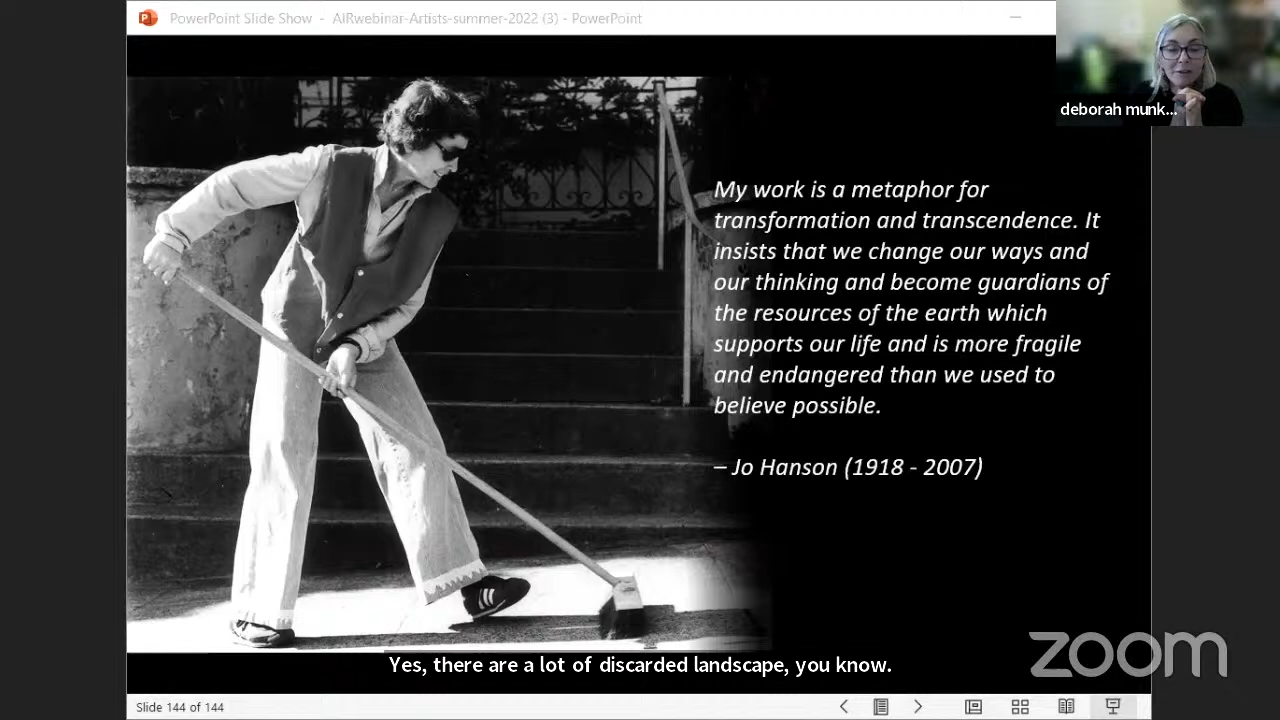 PowerPoint Slide Show - AIRwebinar-Artists-summer-2022 (3) - PowerPoint
deborah munk...
My work is a metaphor for
transformation and transcendence. It
insists that we change our ways and
our thinking and become guardians of
the resources of the earth which
supports our life and is more fragile
and endangered than we used to
believe possible.
– Jo Hanson (1918 - 2007)
Yes, there are a lot of discarded landscape, you know.
zoom
Slide 144 of 144